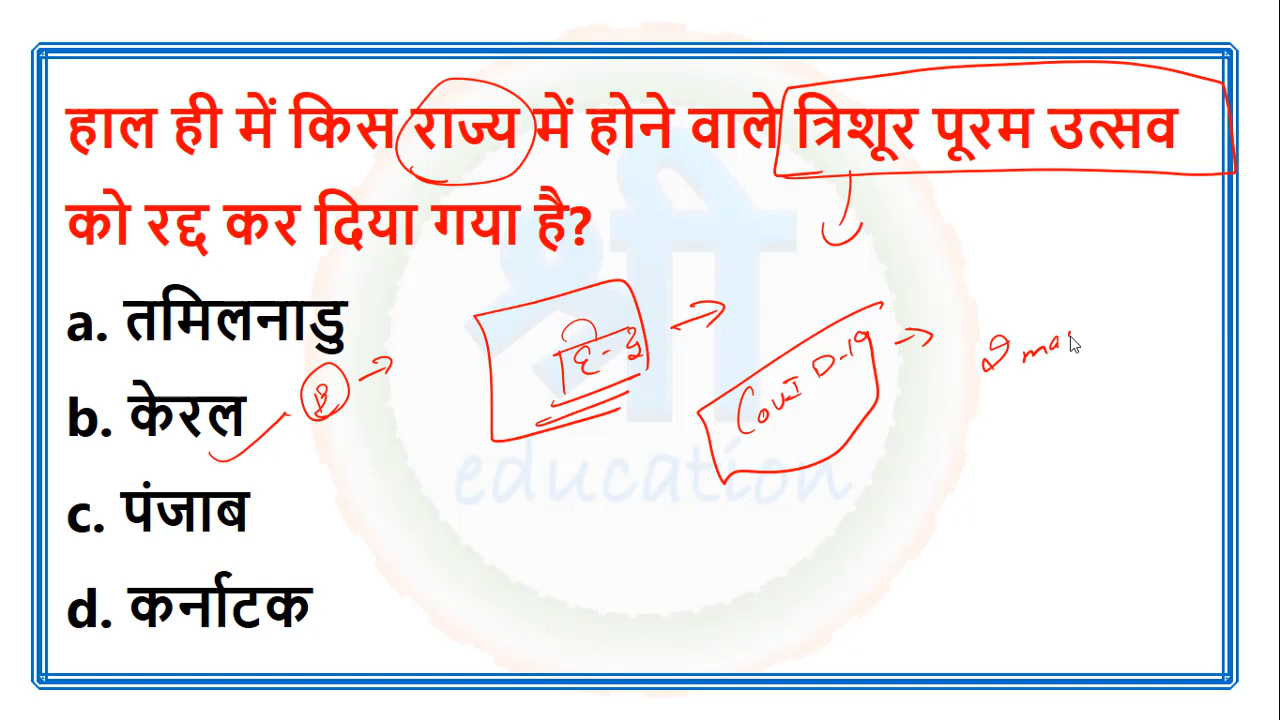 हाल ही में किस राज्य में होने वाले त्रिशूर पूरम उत्सव
को रद्द कर दिया गया है?
a. तमिलनाडु
b. केरल
B
CovID-19
c. पंजाब
d. कर्नाटक
श्री
education